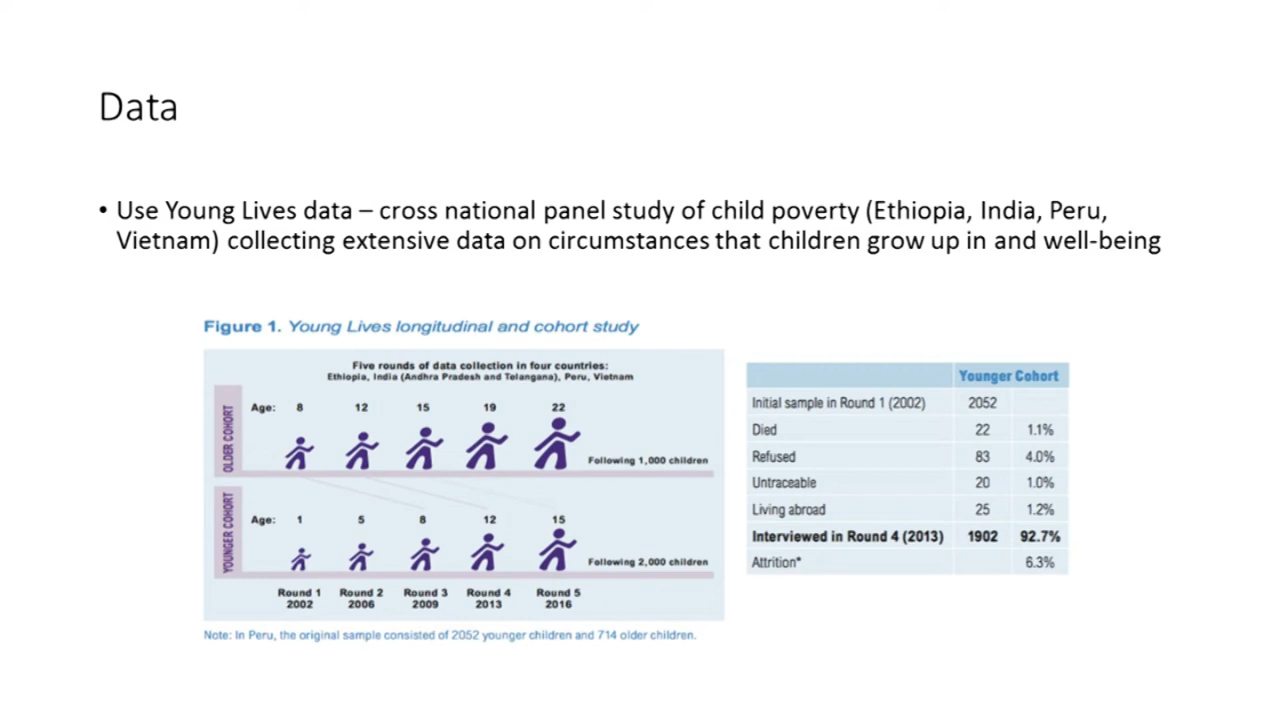 Data
• Use Young Lives data – cross national panel study of child poverty (Ethiopia, India, Peru,
Vietnam) collecting extensive data on circumstances that children grow up in and well-being
Figure 1. Young Lives longitudinal and cohort study
Five rounds of data collection in four countries:
Ethiopia, India (Andhra Pradesh and Telangana), Peru, Vietnam
OLDER COHORT
Age: 8 12 15 19 22
Following 1,000 children
YOUNGER COHORT
Age: 1 5 8 12 15
Following 2,000 children
Round 1 Round 2 Round 3 Round 4 Round 5
2002 2006 2009 2013 2016
Note: In Peru, the original sample consisted of 2052 younger children and 714 older children.
Younger Cohort
Initial sample in Round 1 (2002) 2052
Died 22 1.1%
Refused 83 4.0%
Untraceable 20 1.0%
Living abroad 25 1.2%
Interviewed in Round 4 (2013) 1902 92.7%
Attrition* 6.3%